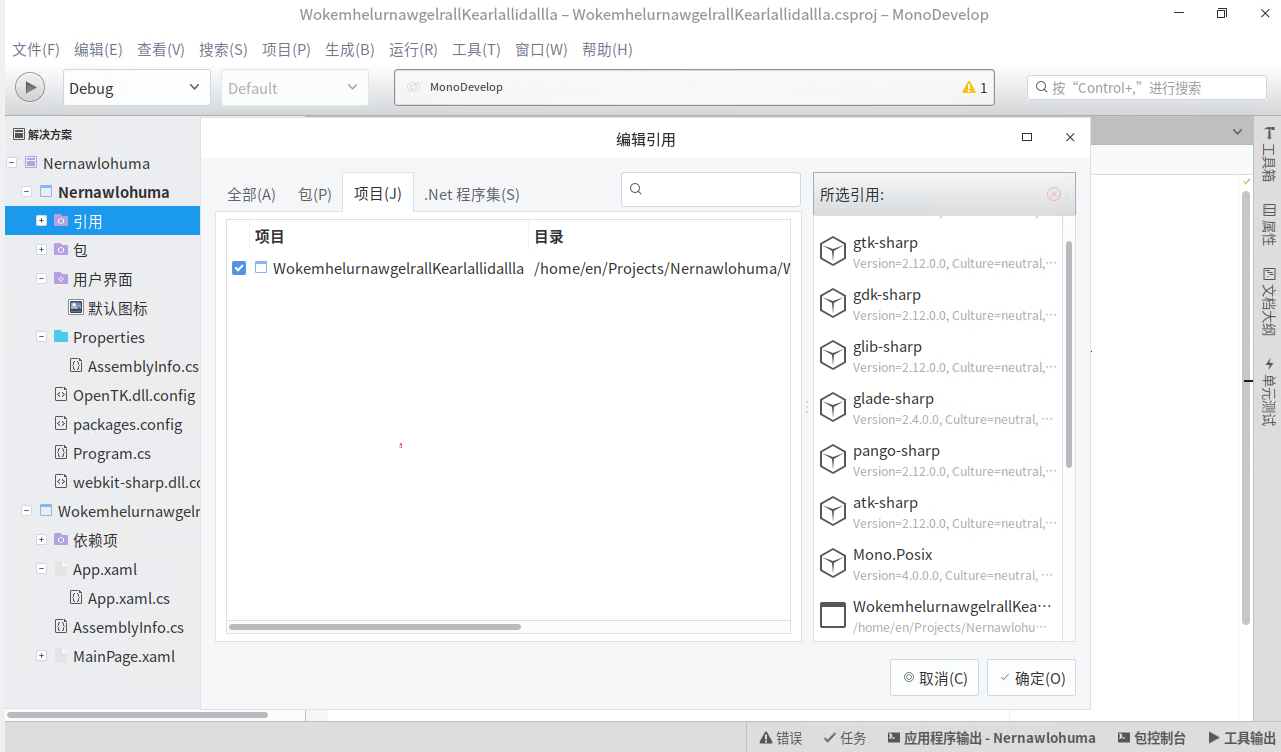 WokemhelurnawgelrallKearlallidallla – WokemhelurnawgelrallKearlallidallla.csproj – MonoDevelop
文件(F) 编辑(E) 查看(V) 搜索(S) 项目(P) 生成(B) 运行(R) 工具(T) 窗口(W) 帮助(H)
Debug Default MonoDevelop 1 按“Control+,”进行搜索
解决方案
Nernawlohuma
Nernawlohuma
引用
包
用户界面
默认图标
Properties
AssemblyInfo.cs
OpenTK.dll.config
packages.config
Program.cs
webkit-sharp.dll.co
Wokemhelurnawgelr
依赖项
App.xaml
App.xaml.cs
AssemblyInfo.cs
MainPage.xaml
编辑引用
全部(A) 包(P) 项目(J) .Net 程序集(S)
项目 目录
WokemhelurnawgelrallKearlallidallla /home/en/Projects/Nernawlohuma/W
所选引用:
gtk-sharp
Version=2.12.0.0, Culture=neutral,…
gdk-sharp
Version=2.12.0.0, Culture=neutral,…
glib-sharp
Version=2.12.0.0, Culture=neutral,…
glade-sharp
Version=2.4.0.0, Culture=neutral, …
pango-sharp
Version=2.12.0.0, Culture=neutral,…
atk-sharp
Version=2.12.0.0, Culture=neutral,…
Mono.Posix
Version=4.0.0.0, Culture=neutral, …
WokemhelurnawgelrallKea…
/home/en/Projects/Nernawlohu…
取消(C) 确定(O)
工具箱
属性
文档大纲
单元测试
错误 任务 应用程序输出 - Nernawlohuma 包控制台 工具输出